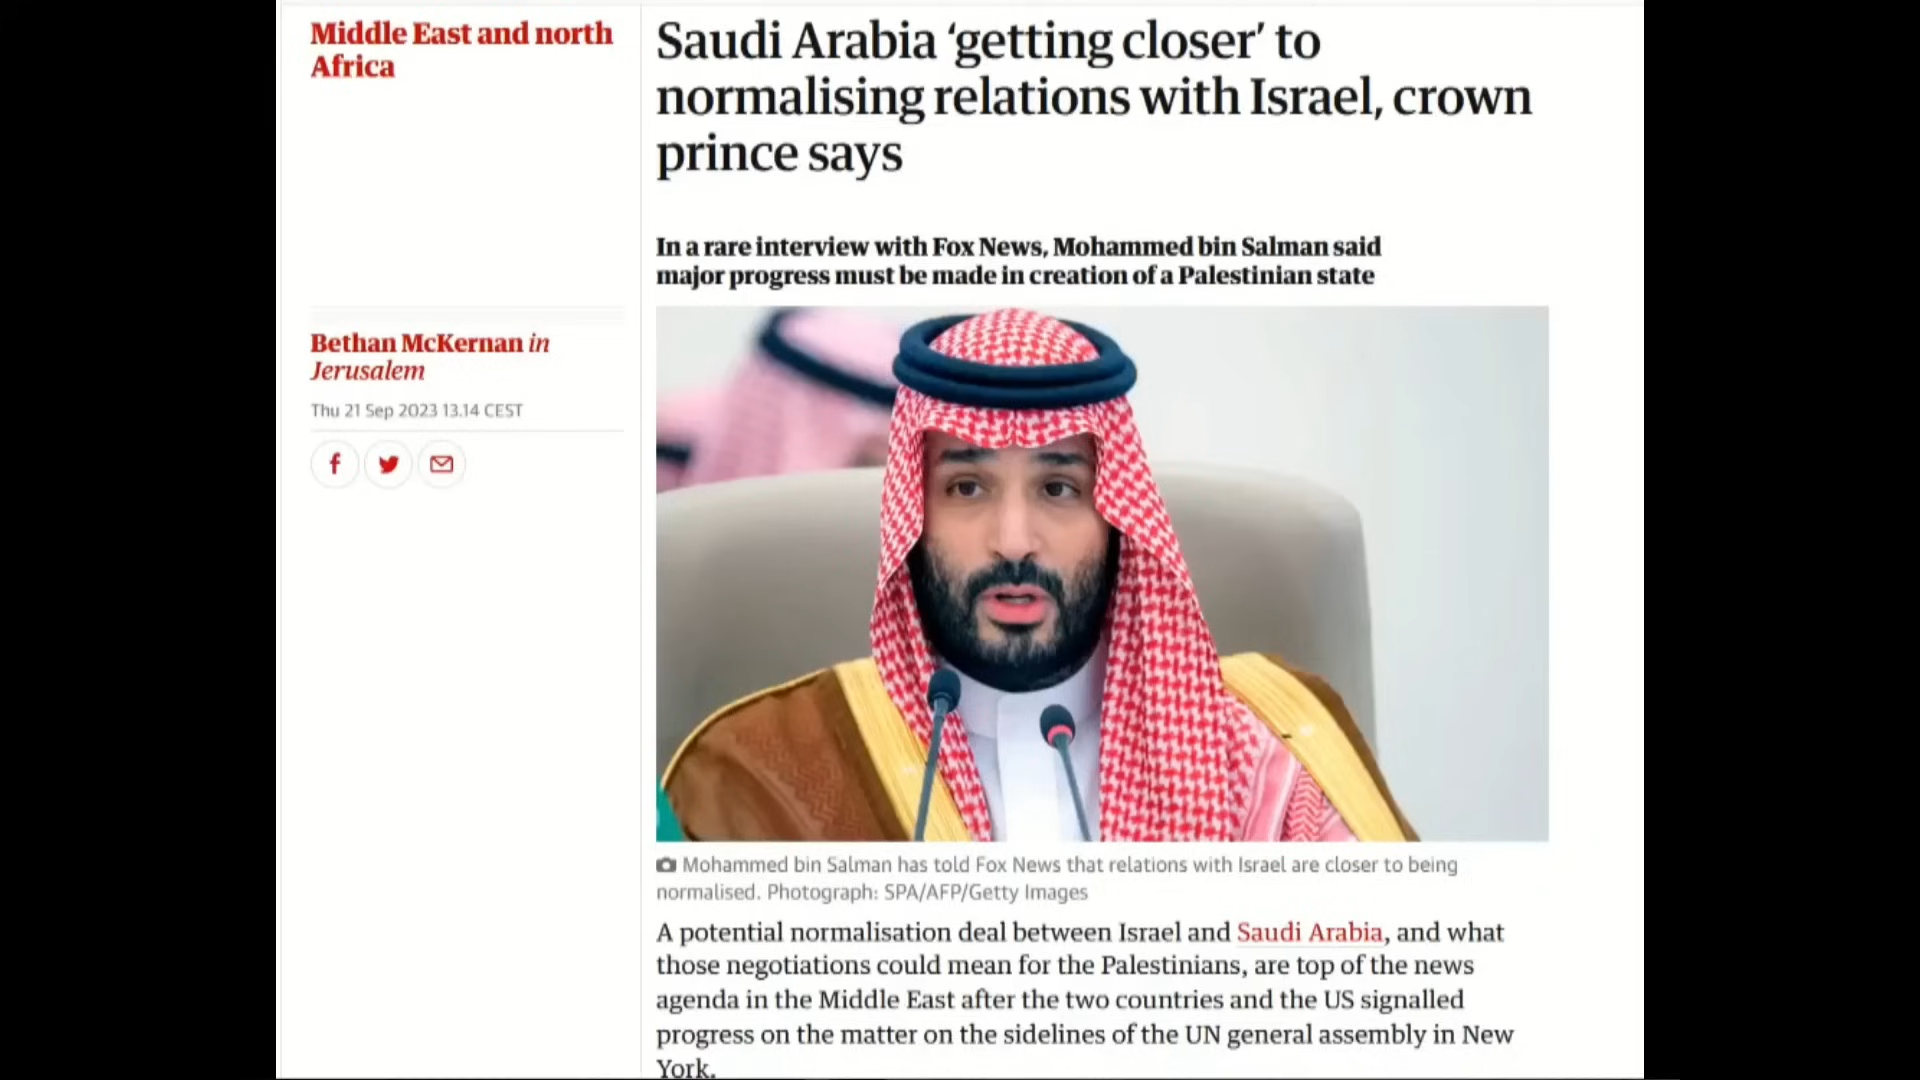 Middle East and north
Africa
Saudi Arabia ‘getting closer’ to
normalising relations with Israel, crown
prince says
In a rare interview with Fox News, Mohammed bin Salman said
major progress must be made in creation of a Palestinian state
Bethan McKernan in
Jerusalem
Thu 21 Sep 2023 13.14 CEST
Mohammed bin Salman has told Fox News that relations with Israel are closer to being
normalised. Photograph: SPA/AFP/Getty Images
A potential normalisation deal between Israel and Saudi Arabia, and what
those negotiations could mean for the Palestinians, are top of the news
agenda in the Middle East after the two countries and the US signalled
progress on the matter on the sidelines of the UN general assembly in New
York.